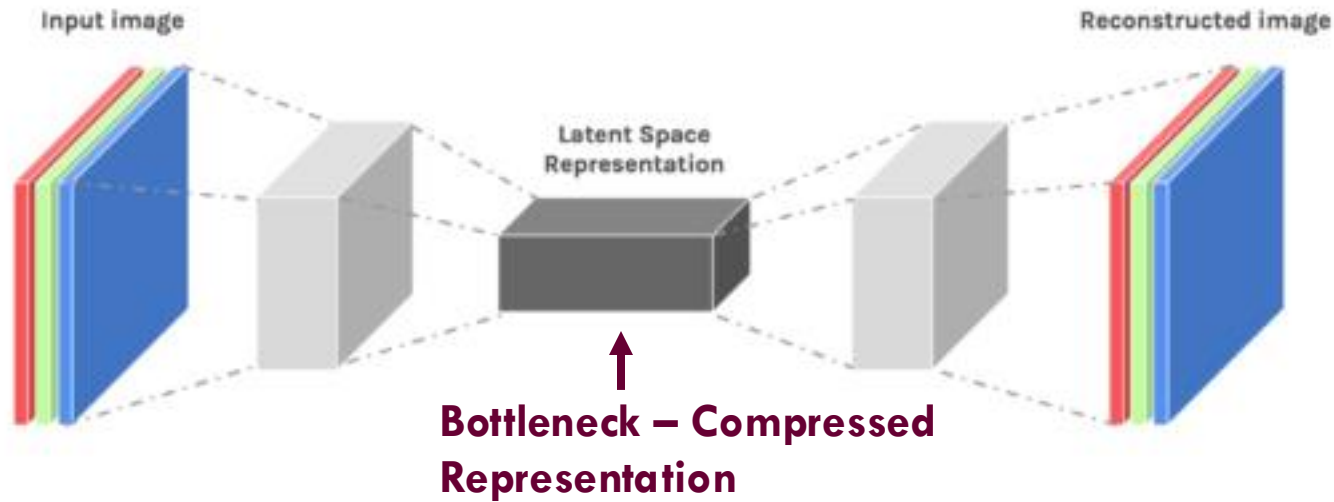 Input image
Reconstructed image
Latent Space
Representation
Bottleneck – Compressed
Representation